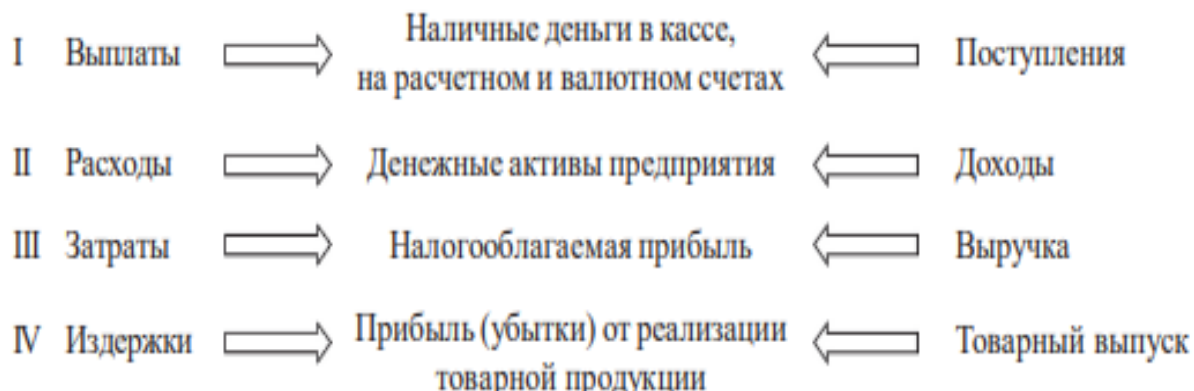 I Выплаты Наличные деньги в кассе, на расчетном и валютном счетах Поступления
II Расходы Денежные активы предприятия Доходы
III Затраты Налогооблагаемая прибыль Выручка
IV Издержки Прибыль (убытки) от реализации товарной продукции Товарный выпуск